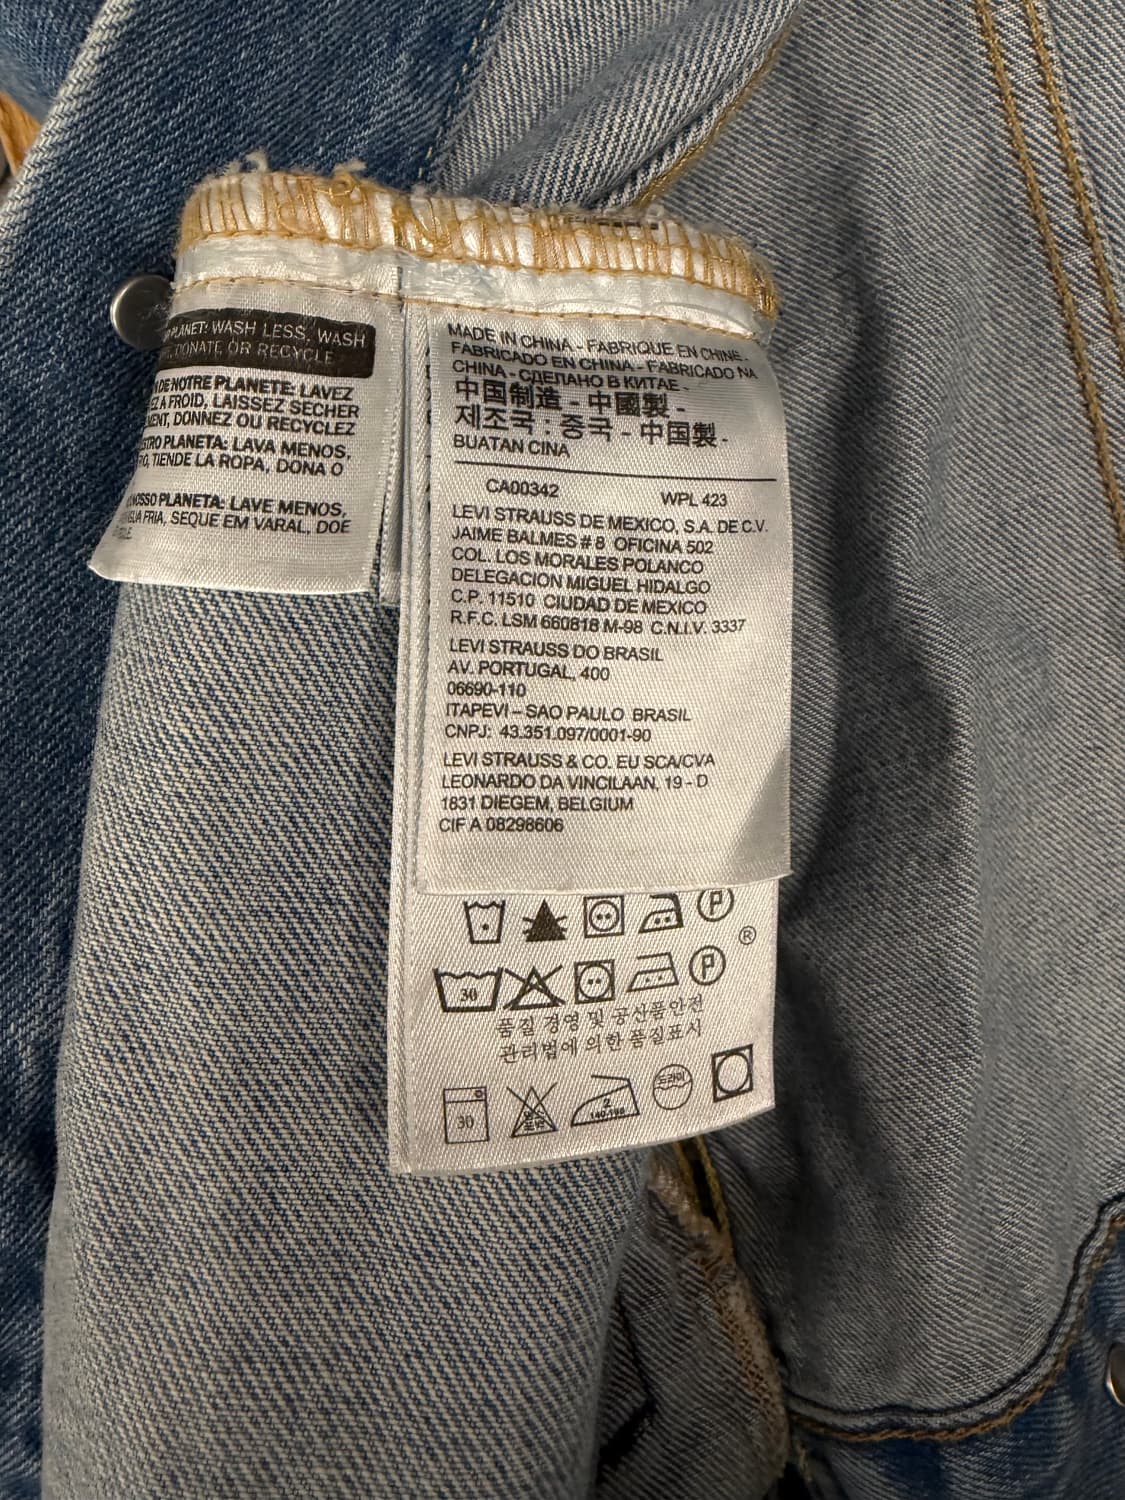 PLANET: WASH LESS, WASH
DONATE OR RECYCLE
DE NOTRE PLANETE: LAVEZ
A FROID, LAISSEZ SECHER
DONNEZ OU RECYCLEZ
PLANETA: LAVA MENOS,
TIENDE LA ROPA, DONA O
PLANETA: LAVE MENOS,
FRIA, SEQUE EM VARAL, DOE
MADE IN CHINA - FABRIQUE EN CHINE -
FABRICADO EN CHINA - FABRICADO NA
CHINA - СДЕЛАНО В КИТАЕ -
中国制造 - 中國製 -
제조국 : 중국 - 中国製 -
BUATAN CINA
CA00342 WPL 423
LEVI STRAUSS DE MEXICO, S.A. DE C.V.
JAIME BALMES # 8 OFICINA 502
COL. LOS MORALES POLANCO
DELEGACION MIGUEL HIDALGO
C.P. 11510 CIUDAD DE MEXICO
R.F.C. LSM 660818 M-98 C.N.I.V. 3337
LEVI STRAUSS DO BRASIL
AV. PORTUGAL, 400
06690-110
ITAPEVI – SAO PAULO BRASIL
CNPJ: 43.351.097/0001-90
LEVI STRAUSS & CO. EU SCA/CVA
LEONARDO DA VINCILAAN, 19 - D
1831 DIEGEM, BELGIUM
CIF A 08298606
P
®
30 P
품질 경영 및 공산품안전
관리법에 의한 품질표시
30 2 드라이